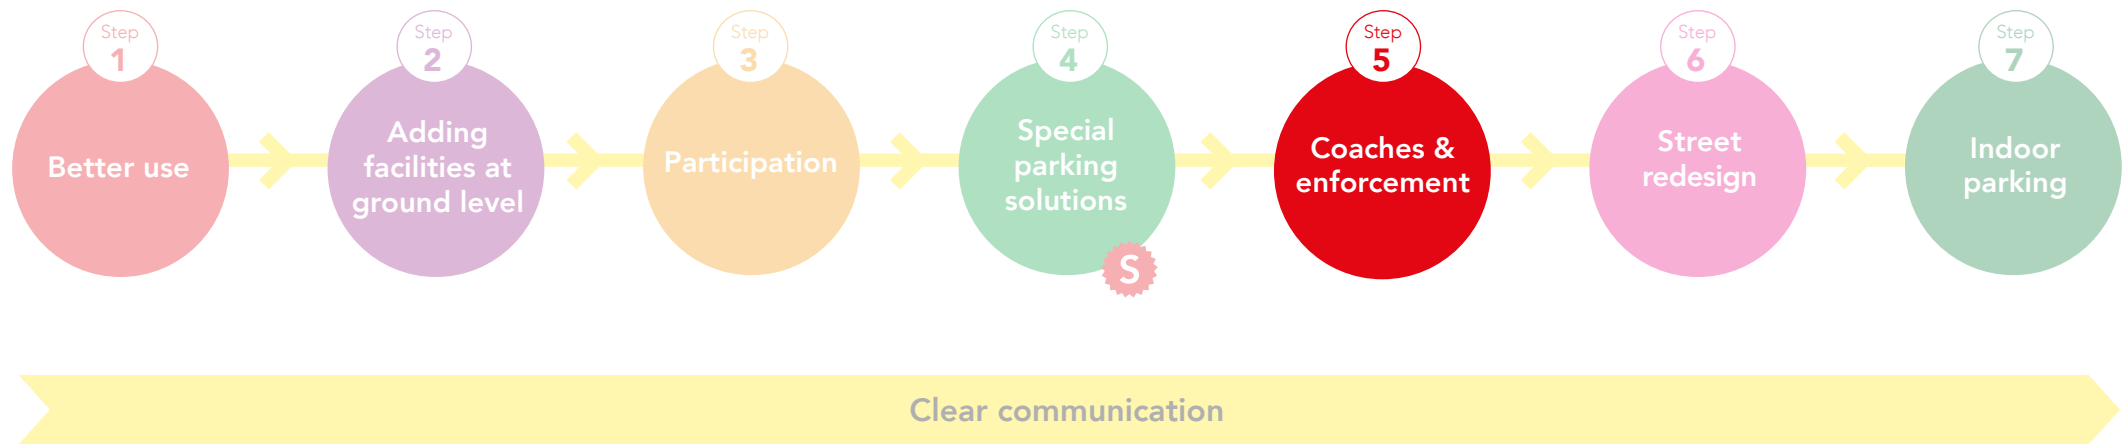 Step
1
Better use
Step
2
Adding
facilities at
ground level
Step
3
Participation
Step
4
Special
parking
solutions
S
Step
5
Coaches &
enforcement
Step
6
Street
redesign
Step
7
Indoor
parking
Clear communication